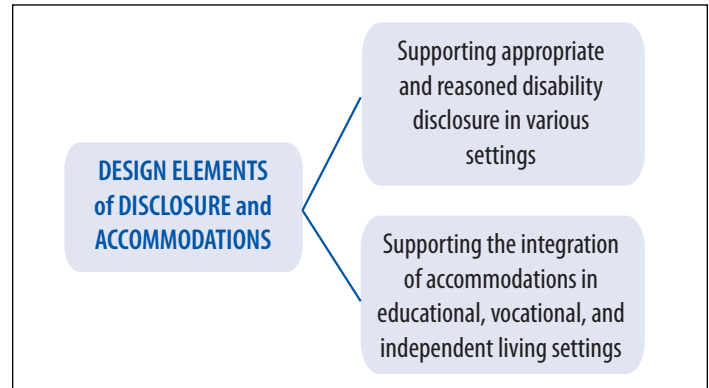 DESIGN ELEMENTS
of DISCLOSURE and
ACCOMMODATIONS
Supporting appropriate
and reasoned disability
disclosure in various
settings
Supporting the integration
of accommodations in
educational, vocational, and
independent living settings